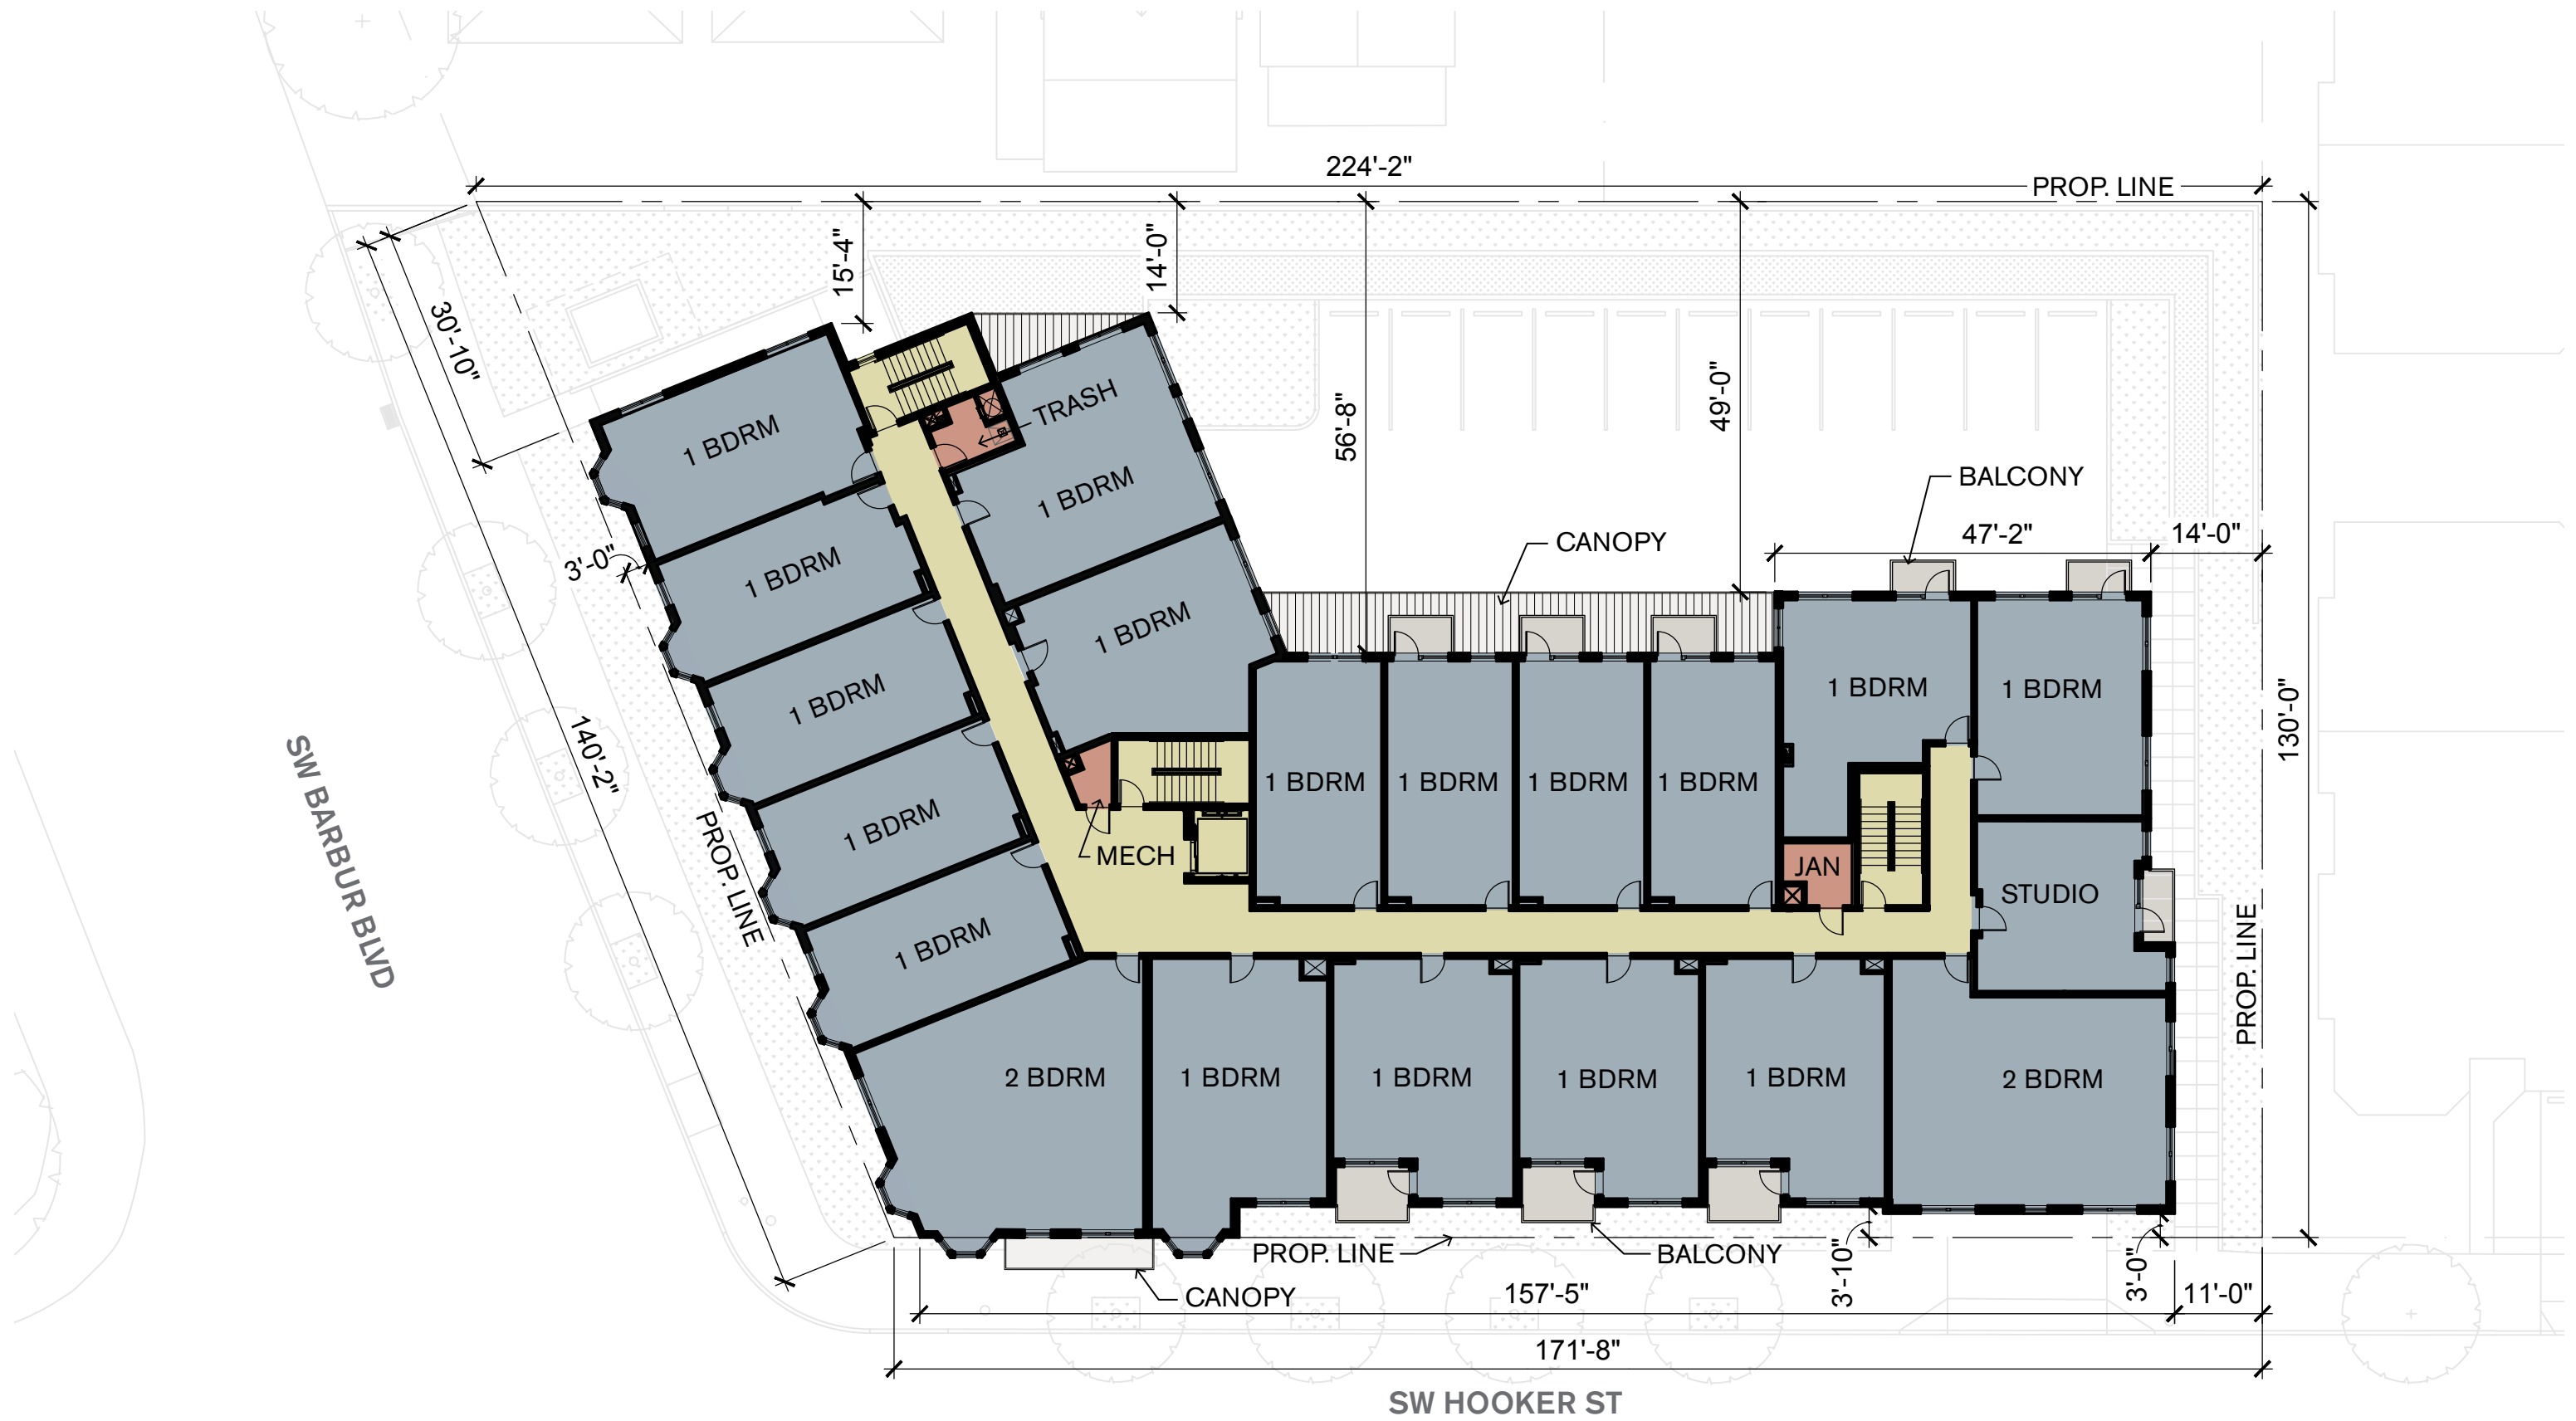 224'-2"
PROP. LINE
15'-4"
14'-0"
30'-10"
56'-8"
49'-0"
TRASH
1 BDRM
1 BDRM
BALCONY
47'-2"
14'-0"
CANOPY
3'-0"
1 BDRM
1 BDRM
1 BDRM
1 BDRM
1 BDRM
130'-0"
140'-2"
SW BARBUR BLVD
1 BDRM
1 BDRM
1 BDRM
1 BDRM
1 BDRM
MECH
JAN
PROP. LINE
STUDIO
1 BDRM
PROP. LINE
2 BDRM
1 BDRM
1 BDRM
1 BDRM
1 BDRM
2 BDRM
PROP. LINE
BALCONY
3'-10"
3'-0"
CANOPY
157'-5"
11'-0"
171'-8"
SW HOOKER ST